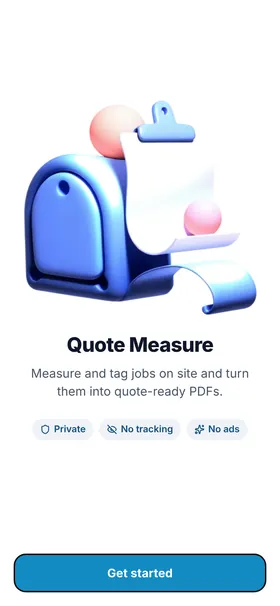 Quote Measure
Measure and tag jobs on site and turn
them into quote-ready PDFs.
Private
No tracking
No ads
Get started